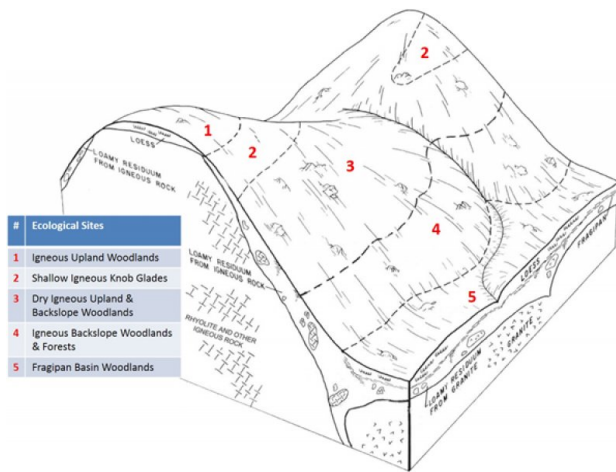 2
1
2
3
4
5
LOESS
LOAMY RESIDUUM
FROM IGNEOUS ROCK
LOAMY RESIDUUM
FROM IGNEOUS ROCK
RHYOLITE AND OTHER
IGNEOUS ROCK
LOESS
FRAGIPAN
GRANITE
LOAMY RESIDUUM
FROM GRANITE
# Ecological Sites
1 Igneous Upland Woodlands
2 Shallow Igneous Knob Glades
3 Dry Igneous Upland &
Backslope Woodlands
4 Igneous Backslope Woodlands
& Forests
5 Fragipan Basin Woodlands